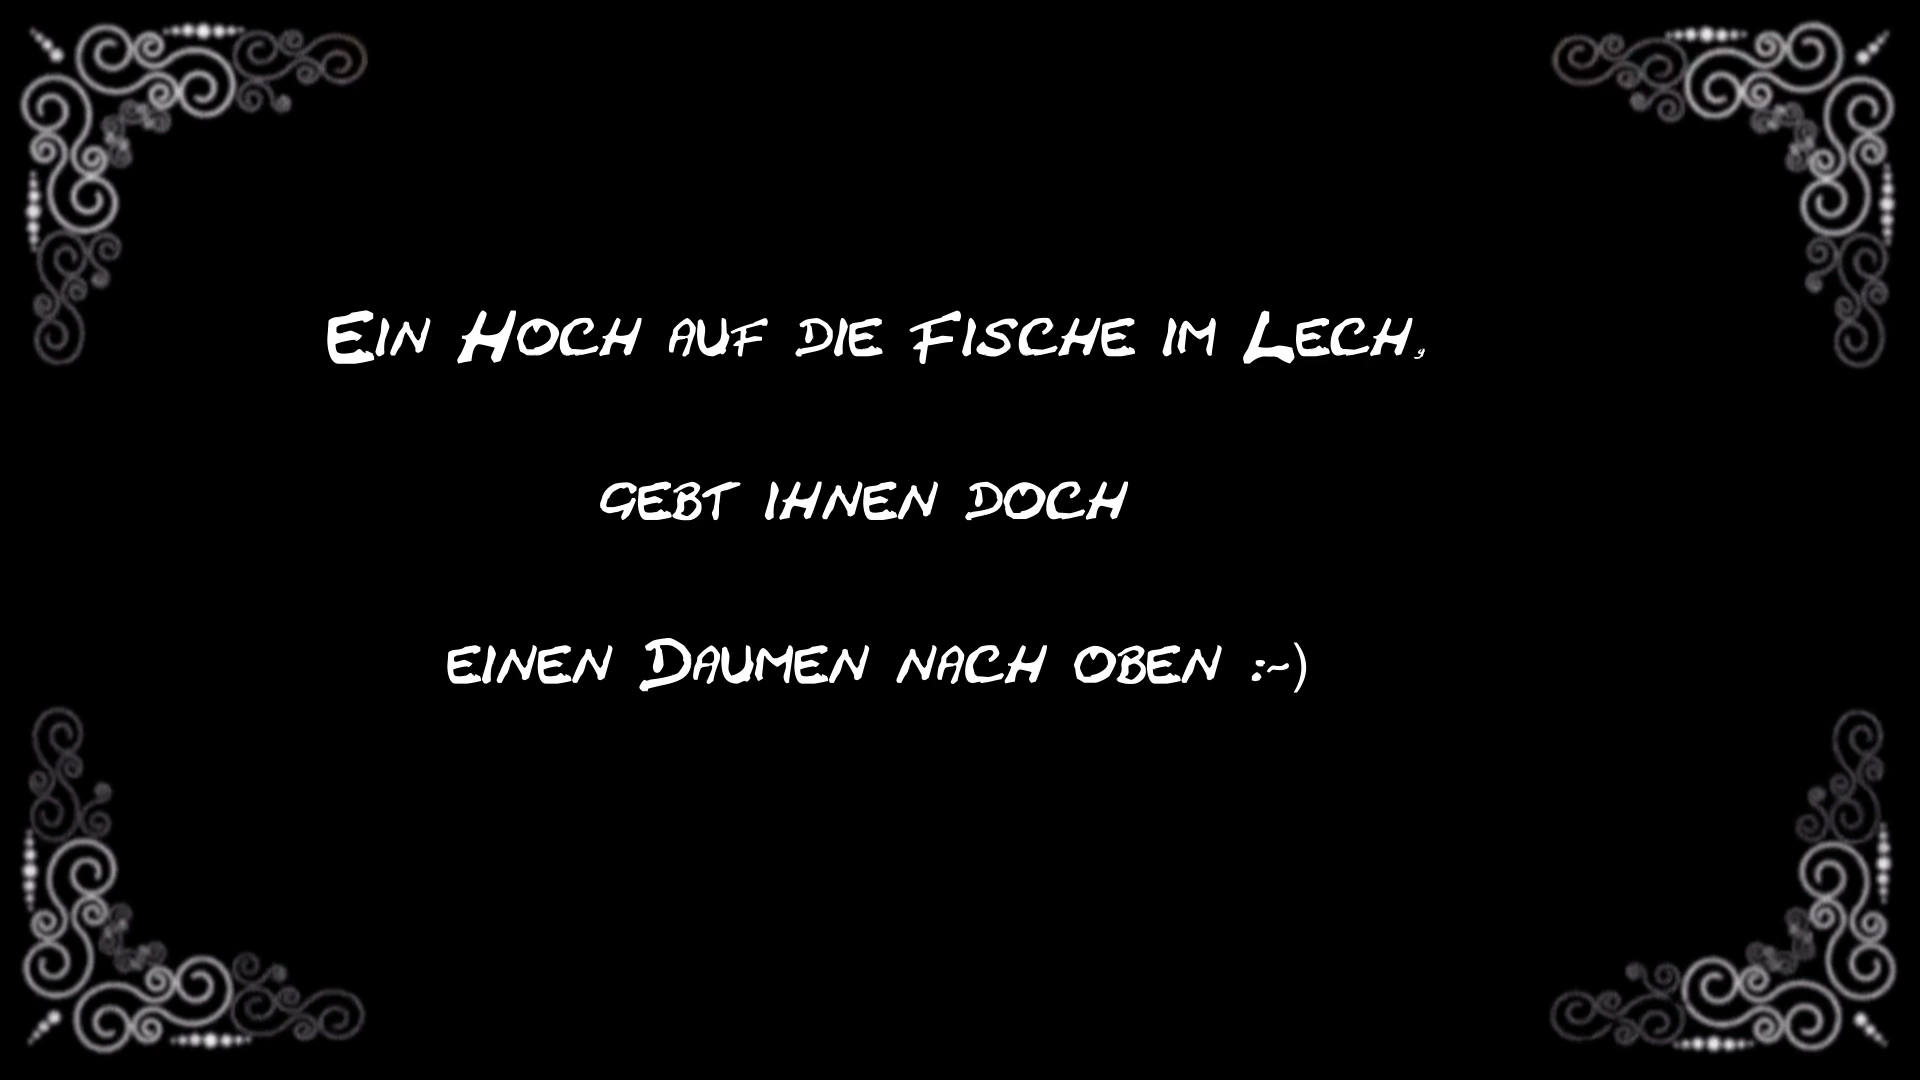 Ein Hoch auf die Fische im Lech,
gebt ihnen doch
einen Daumen nach oben :~)